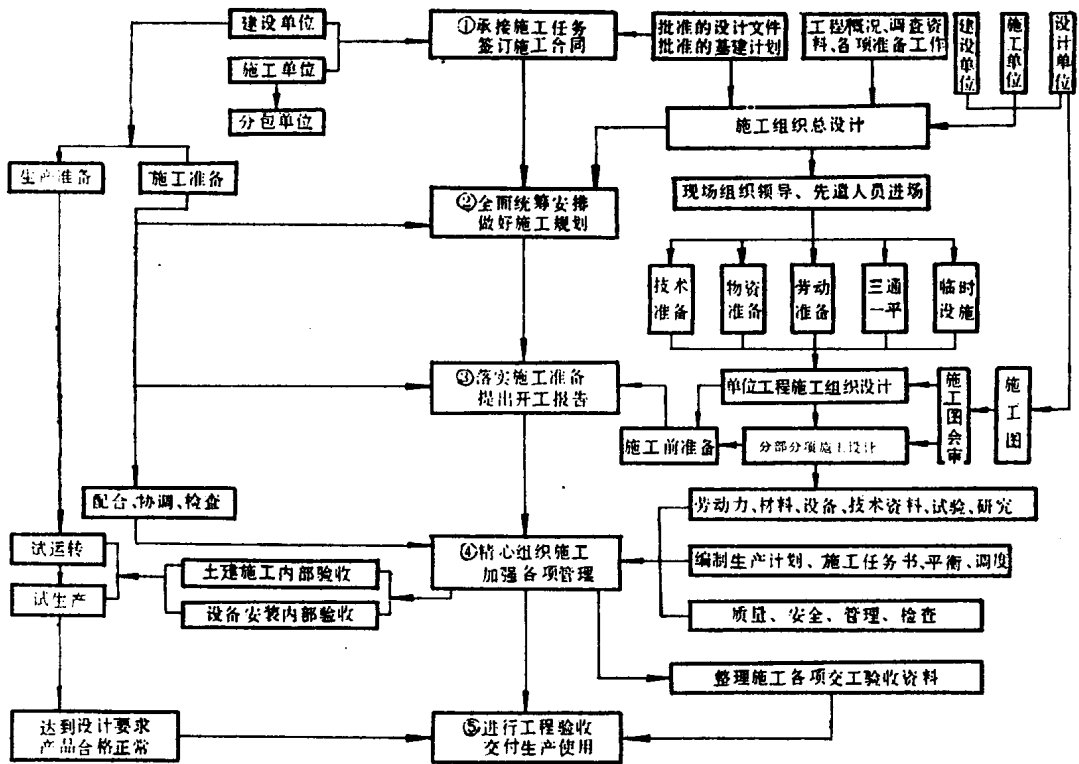 建设单位
施工单位
分包单位
①承接施工任务
签订施工合同
批准的设计文件
批准的基建计划
工程概况、调查资
料、各项准备工作
建设单位
施工单位
设计单位
施工组织总设计
生产准备
施工准备
②全面统筹安排
做好施工规划
现场组织领导、先遣人员进场
技术
准备
物资
准备
劳动
准备
三通
一平
临时
设施
③落实施工准备
提出开工报告
单位工程施工组织设计
施工图会审
施工图
施工前准备
分部分项施工设计
配合、协调、检查
劳动力、材料、设备、技术资料、试验、研究
试运转
试生产
土建施工内部验收
设备安装内部验收
④精心组织施工
加强各项管理
编制生产计划、施工任务书、平衡、调度
质量、安全、管理、检查
整理施工各项交工验收资料
达到设计要求
产品合格正常
⑤进行工程验收
交付生产使用